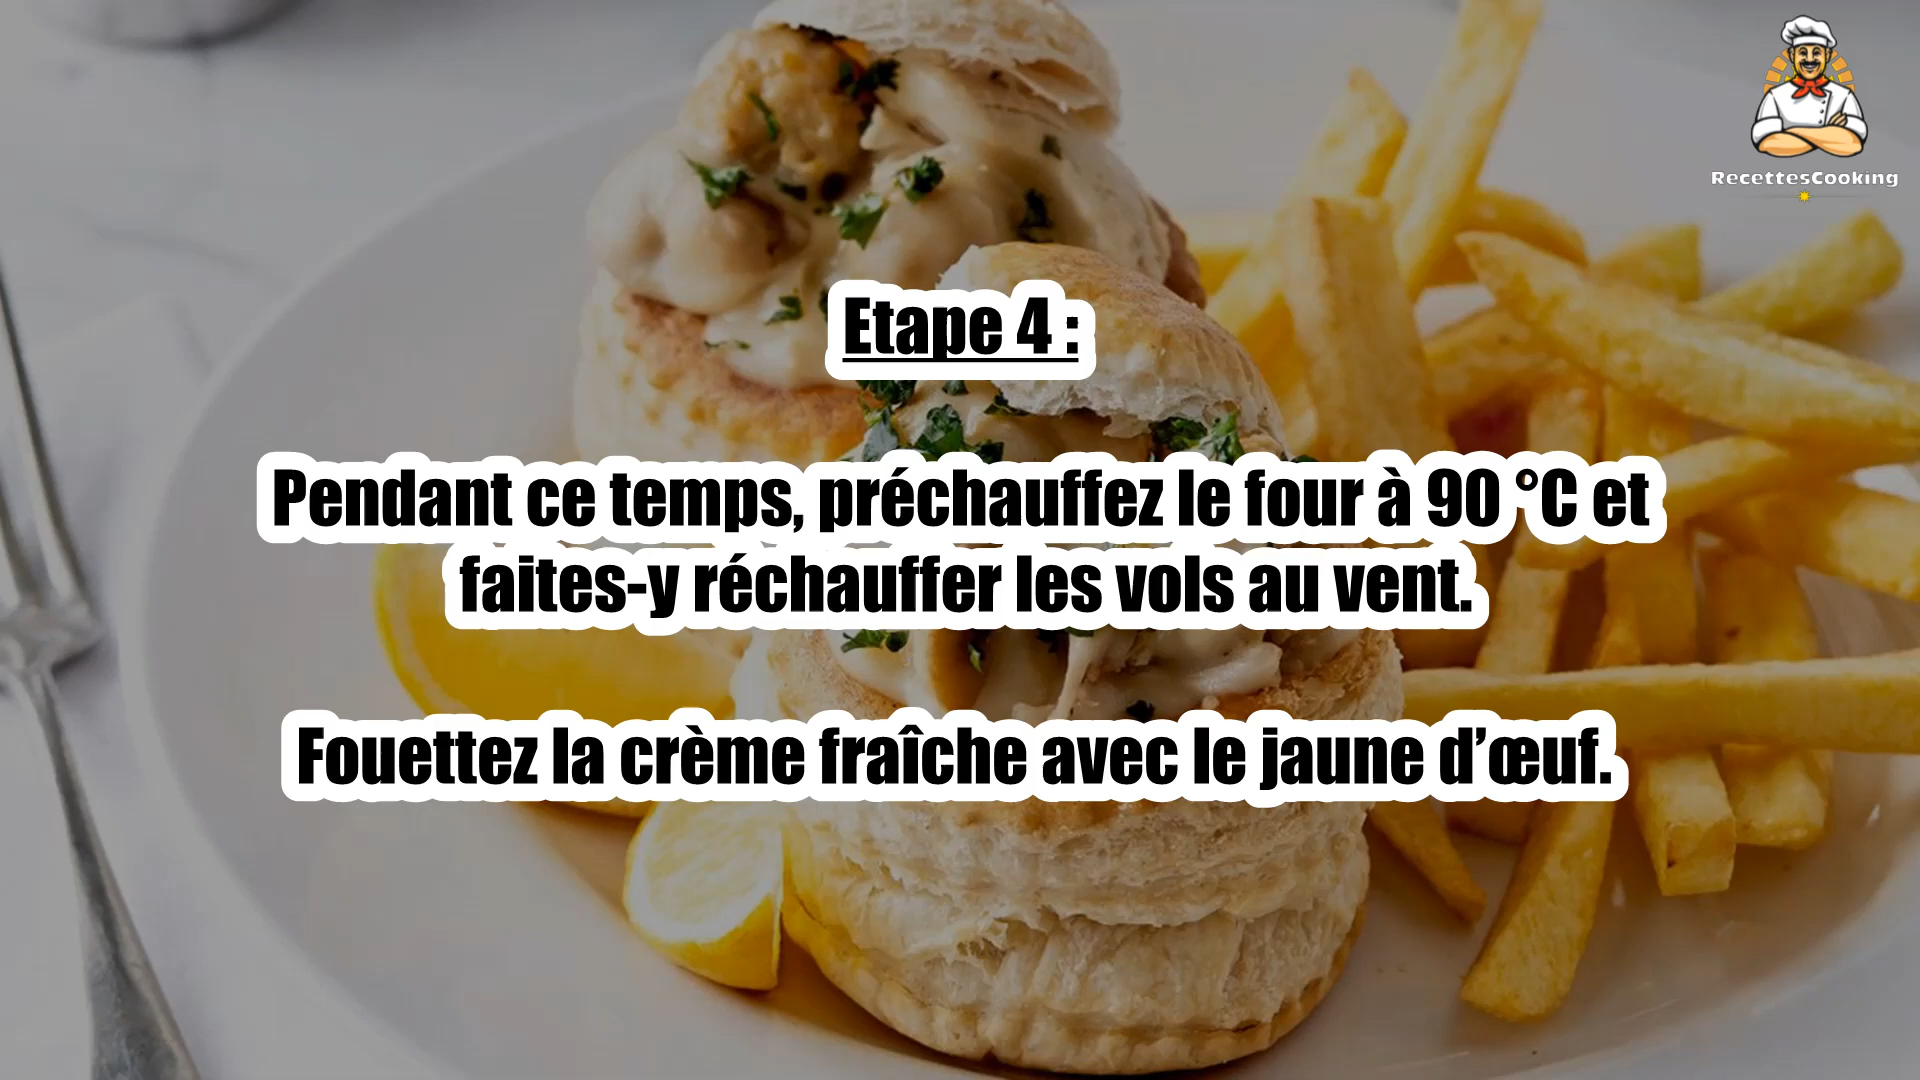 RecettesCooking
Etape 4 :
Pendant ce temps, préchauffez le four à 90 °C et
faites-y réchauffer les vols au vent.
Fouettez la crème fraîche avec le jaune d’œuf.